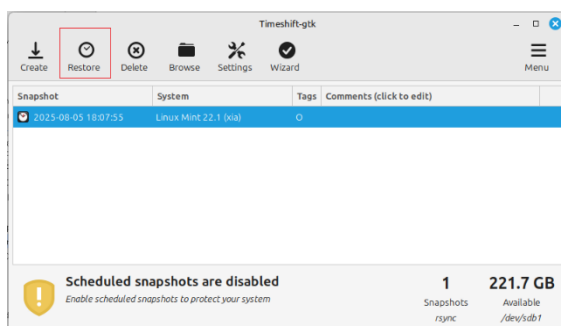 Timeshift-gtk
Create Restore Delete Browse Settings Wizard Menu
Snapshot System Tags Comments (click to edit)
2025-08-05 18:07:55 Linux Mint 22.1 (xia) O
Scheduled snapshots are disabled
Enable scheduled snapshots to protect your system
1 221.7 GB
Snapshots Available
rsync /dev/sdb1